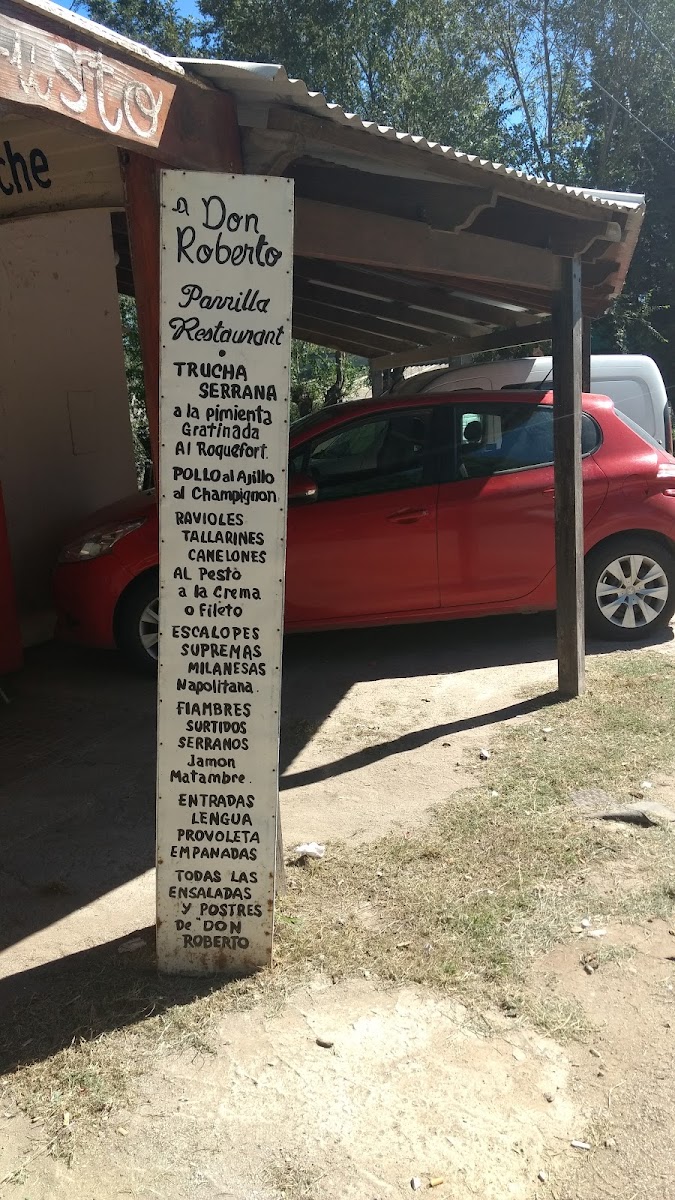 che
a Don
Roberto
Parrilla
Restaurant
TRUCHA
SERRANA
a la pimienta
Gratinada
Al Roquefort.
POLLO al Ajillo
al Champignon
RAVIOLES
TALLARINES
CANELONES
AL Pestò
a la Crema
o Fileto
ESCALOPES
SUPREMAS
MILANESAS
Napolitana.
FIAMBRES
SURTIDOS
SERRANOS
Jamon
Matambre.
ENTRADAS
LENGUA
PROVOLETA
EMPANADAS
TODAS LAS
ENSALADAS
Y POSTRES
De "DON
ROBERTO